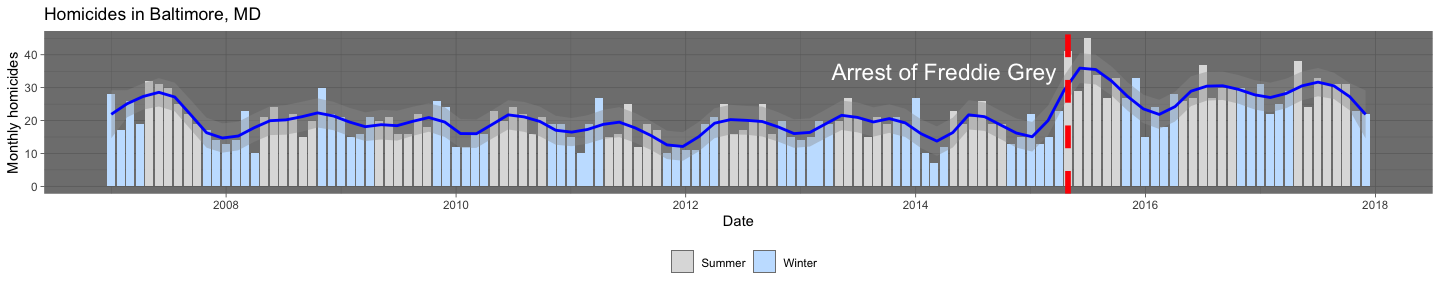 Homicides in Baltimore, MD
Monthly homicides
40
30
20
10
0
Arrest of Freddie Grey
2008 2010 2012 2014 2016 2018
Date
Summer Winter